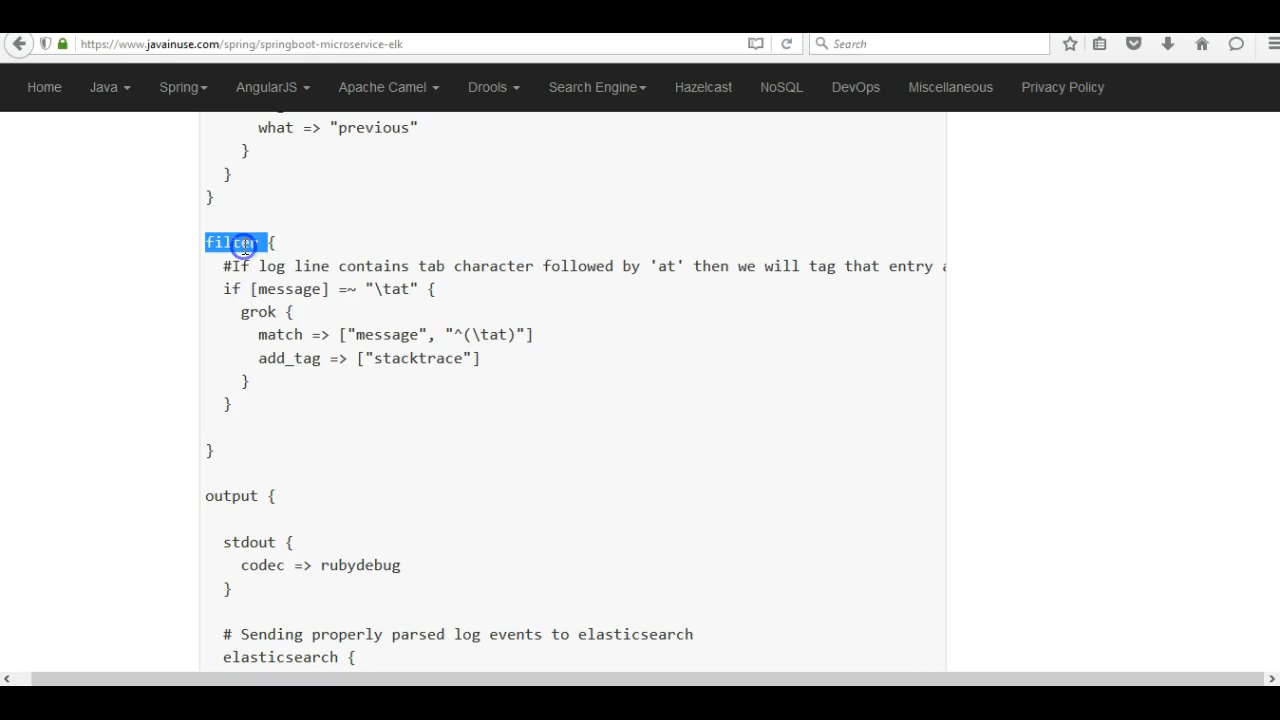 https://www.javainuse.com/spring/springboot-microservice-elk
Search
Home Java Spring AngularJS Apache Camel Drools Search Engine Hazelcast NoSQL DevOps Miscellaneous Privacy Policy
what => "previous"
}
}
}
filter {
#If log line contains tab character followed by 'at' then we will tag that entry a
if [message] =~ "\tat" {
grok {
match => ["message", "^(\tat)"]
add_tag => ["stacktrace"]
}
}
}
output {
stdout {
codec => rubydebug
}
# Sending properly parsed log events to elasticsearch
elasticsearch {